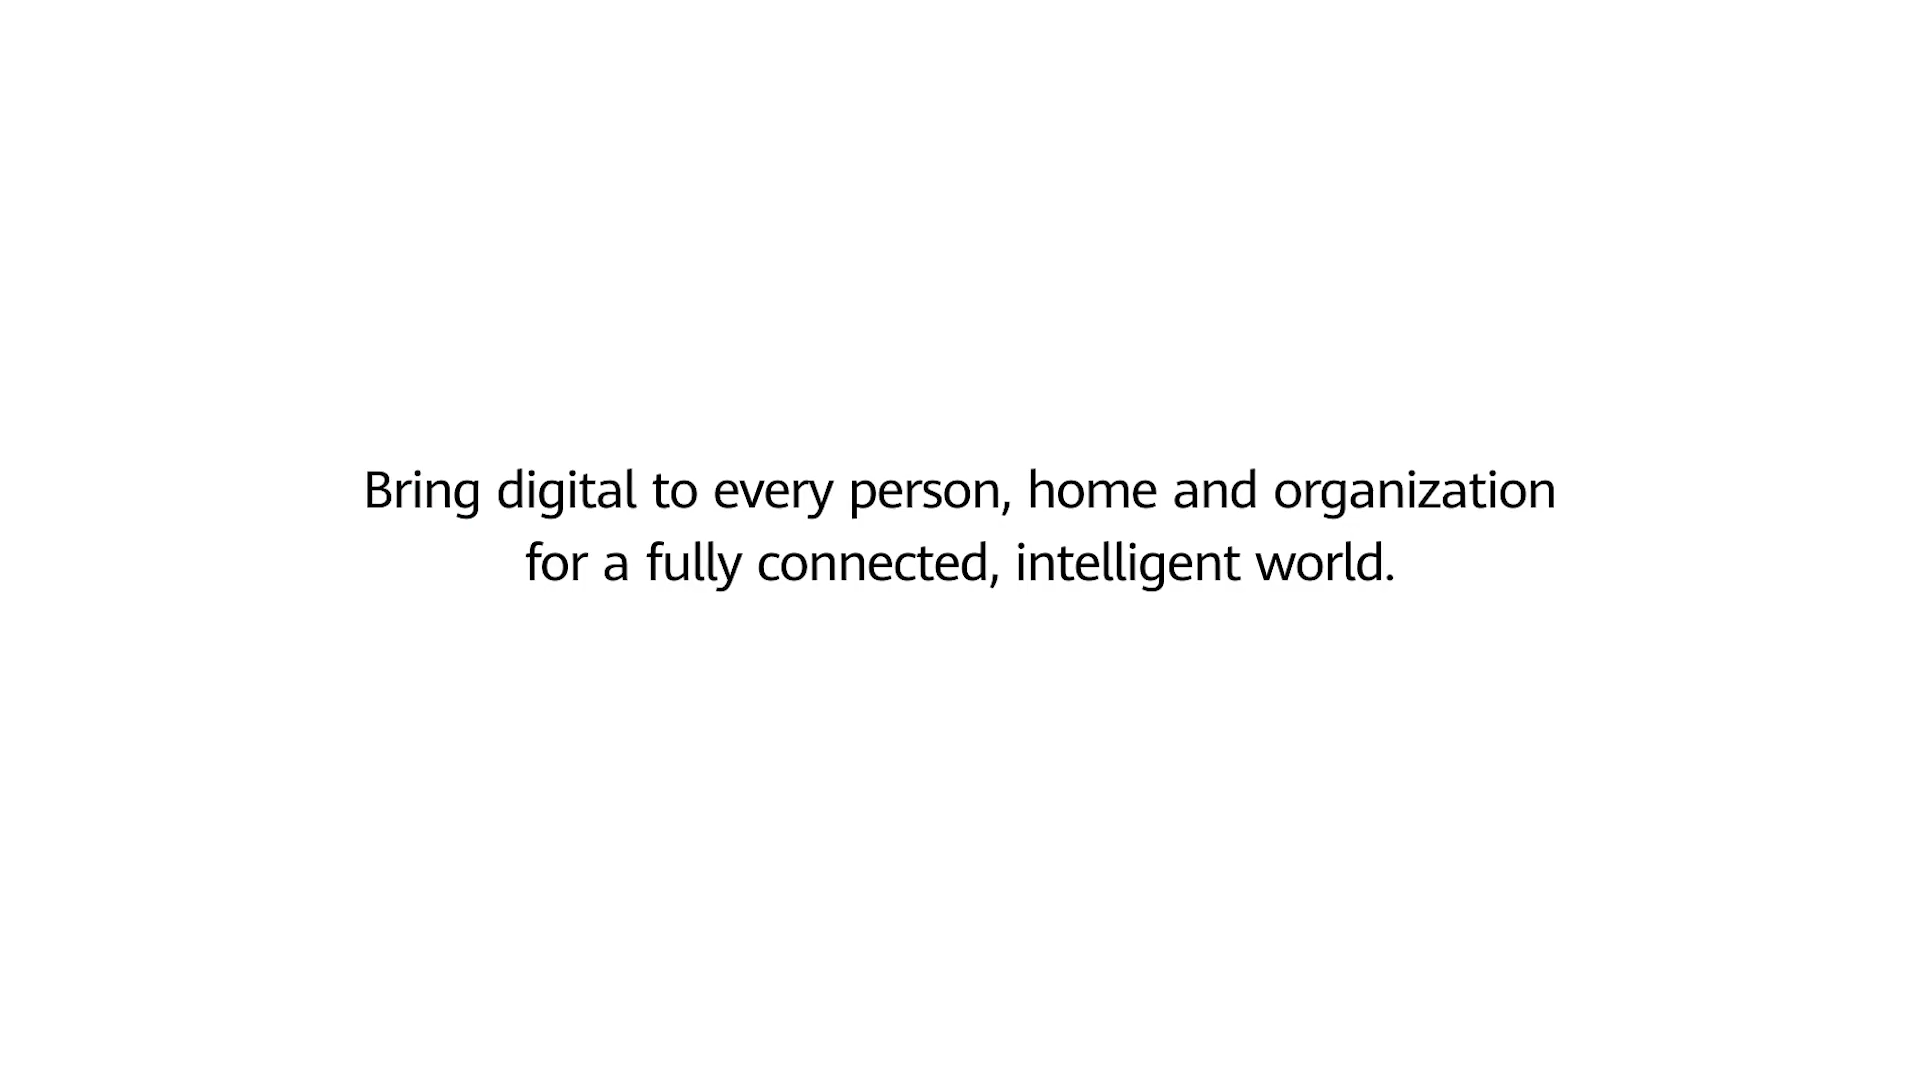 Bring digital to every person, home and organization
for a fully connected, intelligent world.